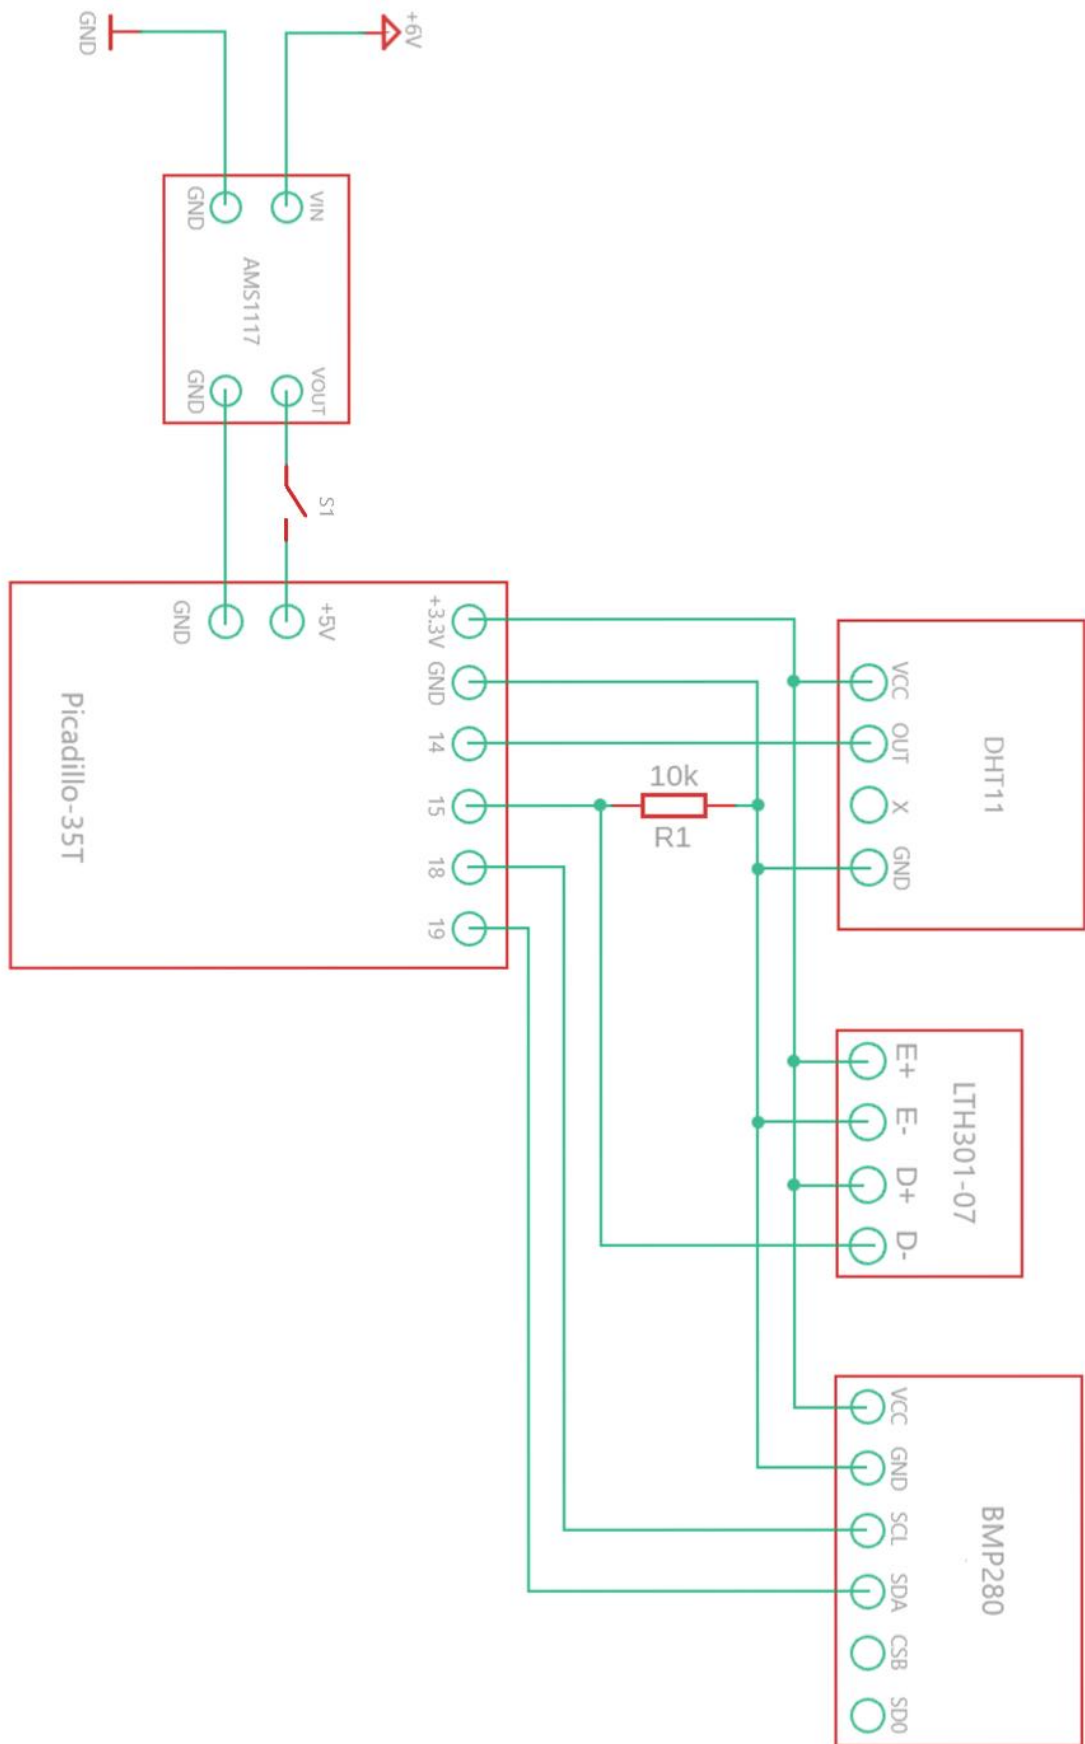 GND
+6V
GND
VIN
AMS1117
GND
VOUT
S1
GND
+5V
Picadillo-35T
+3.3V
GND
14
15
18
19
10k
R1
VCC
OUT
X
GND
DHT11
E+
E-
D+
D-
LTH301-07
VCC
GND
SCL
SDA
CSB
SD0
BMP280